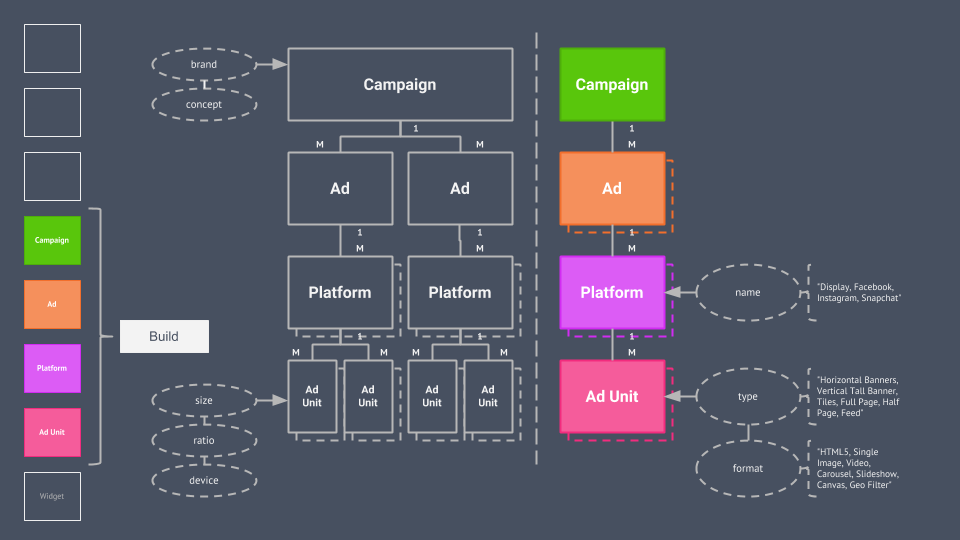 Campaign
Ad
Platform
Ad Unit
Widget
Build
brand
concept
size
ratio
device
Campaign
1
M
M
Ad
Ad
1
1
M
M
Platform
Platform
1
1
M
M
M
M
Ad
Unit
Ad
Unit
Ad
Unit
Ad
Unit
Campaign
1
M
Ad
1
M
Platform
1
M
Ad Unit
name
"Display, Facebook,
Instagram, Snapchat"
type
"Horizontal Banners,
Vertical Tall Banner,
Tiles, Full Page, Half
Page, Feed"
format
"HTML5, Single
Image, Video,
Carousel, Slideshow,
Canvas, Geo Filter"